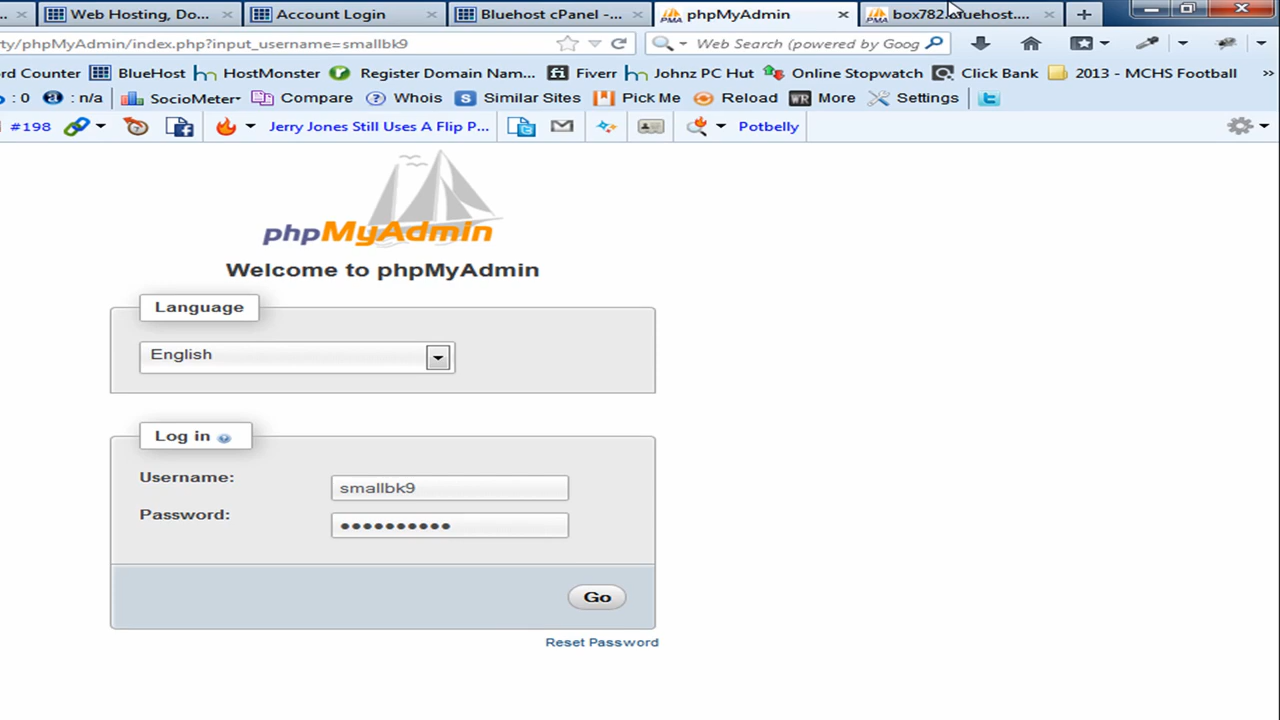 Web Hosting, Do... Account Login Bluehost cPanel -... phpMyAdmin
ty/phpMyAdmin/index.php?input_username=smallbk9 Web Search (powered by Goog
rd Counter BlueHost HostMonster Register Domain Nam... Fiverr Johnz PC Hut Online Stopwatch Click Bank 2013 - MCHS Football »
: 0 : n/a SocioMeter Compare Whois Similar Sites Pick Me Reload WR More Settings
#198 Jerry Jones Still Uses A Flip P... Potbelly
phpMyAdmin
Welcome to phpMyAdmin
Language
English
Log in
Username:
smallbk9
Password:
••••••••••
Go
Reset Password